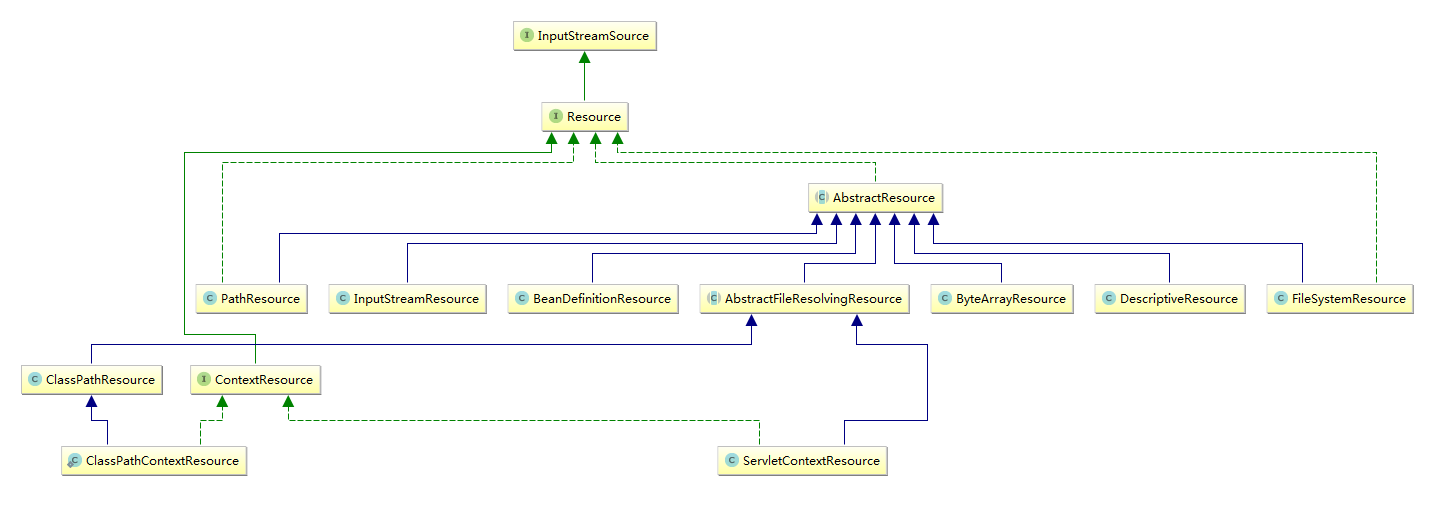 I InputStreamSource
I Resource
C AbstractResource
C PathResource
C InputStreamResource
C BeanDefinitionResource
C AbstractFileResolvingResource
C ByteArrayResource
C DescriptiveResource
C FileSystemResource
C ClassPathResource
I ContextResource
C ClassPathContextResource
C ServletContextResource